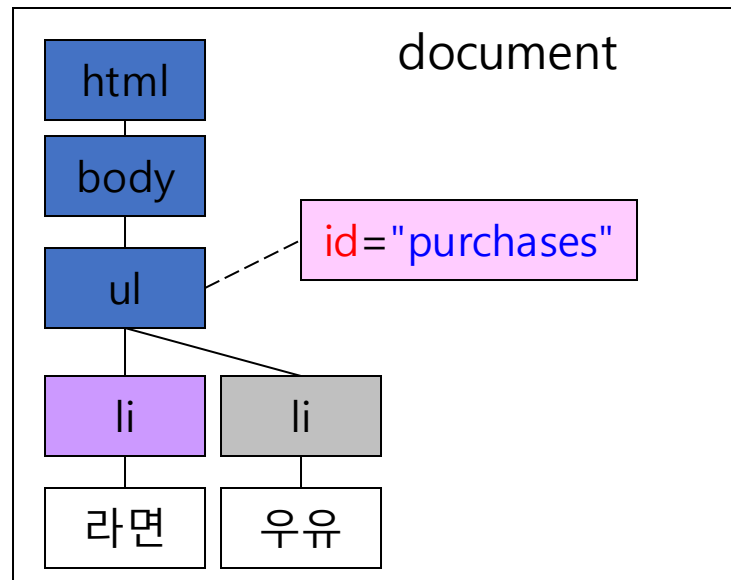 document
html
body
id="purchases"
ul
li
li
라면
우유